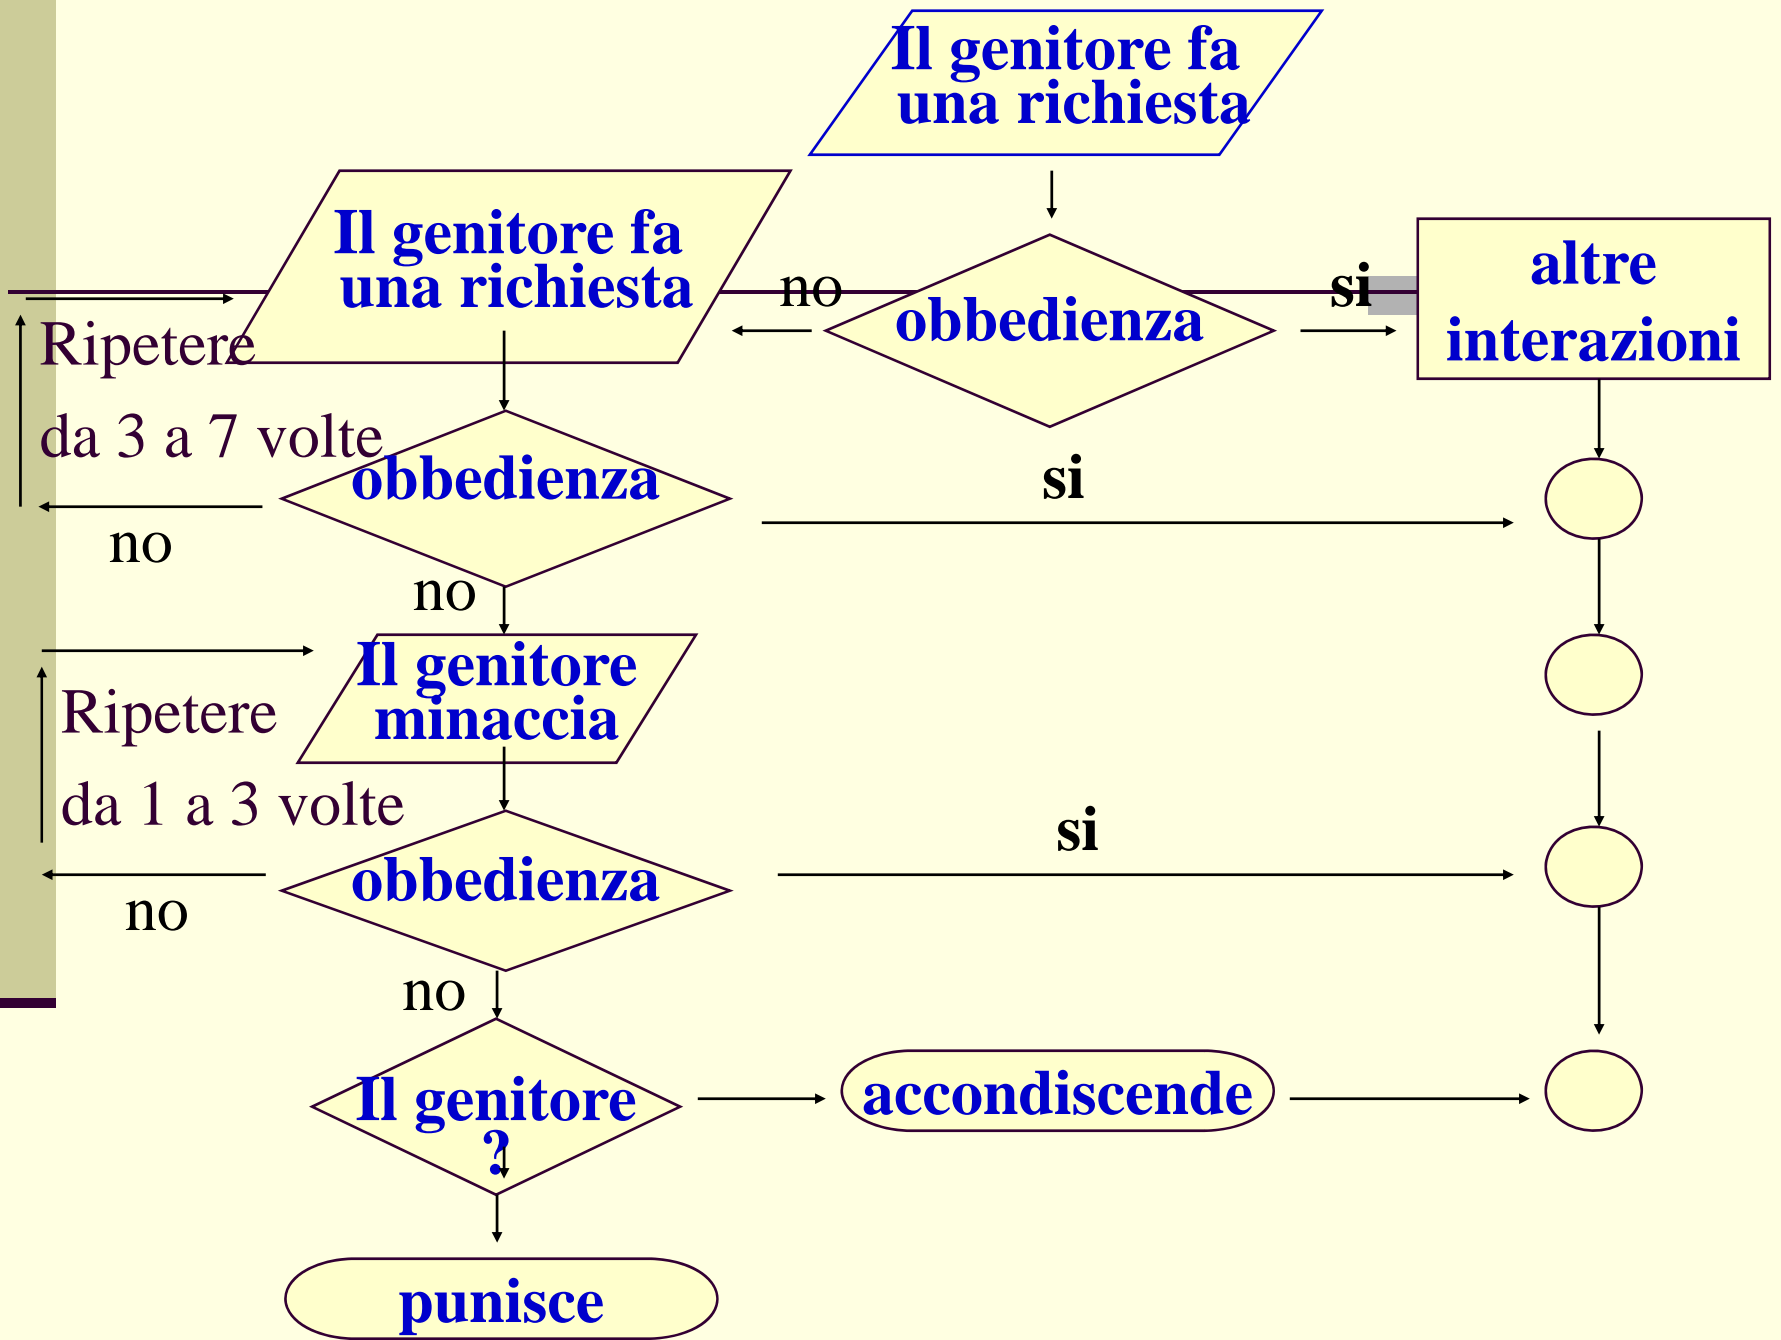 Il genitore fa
una richiesta
Il genitore fa
una richiesta
no
obbedienza
si
altre
interazioni
Ripetere
da 3 a 7 volte
obbedienza
si
no
no
Il genitore
minaccia
Ripetere
da 1 a 3 volte
obbedienza
si
no
no
Il genitore
?
accondiscende
punisce